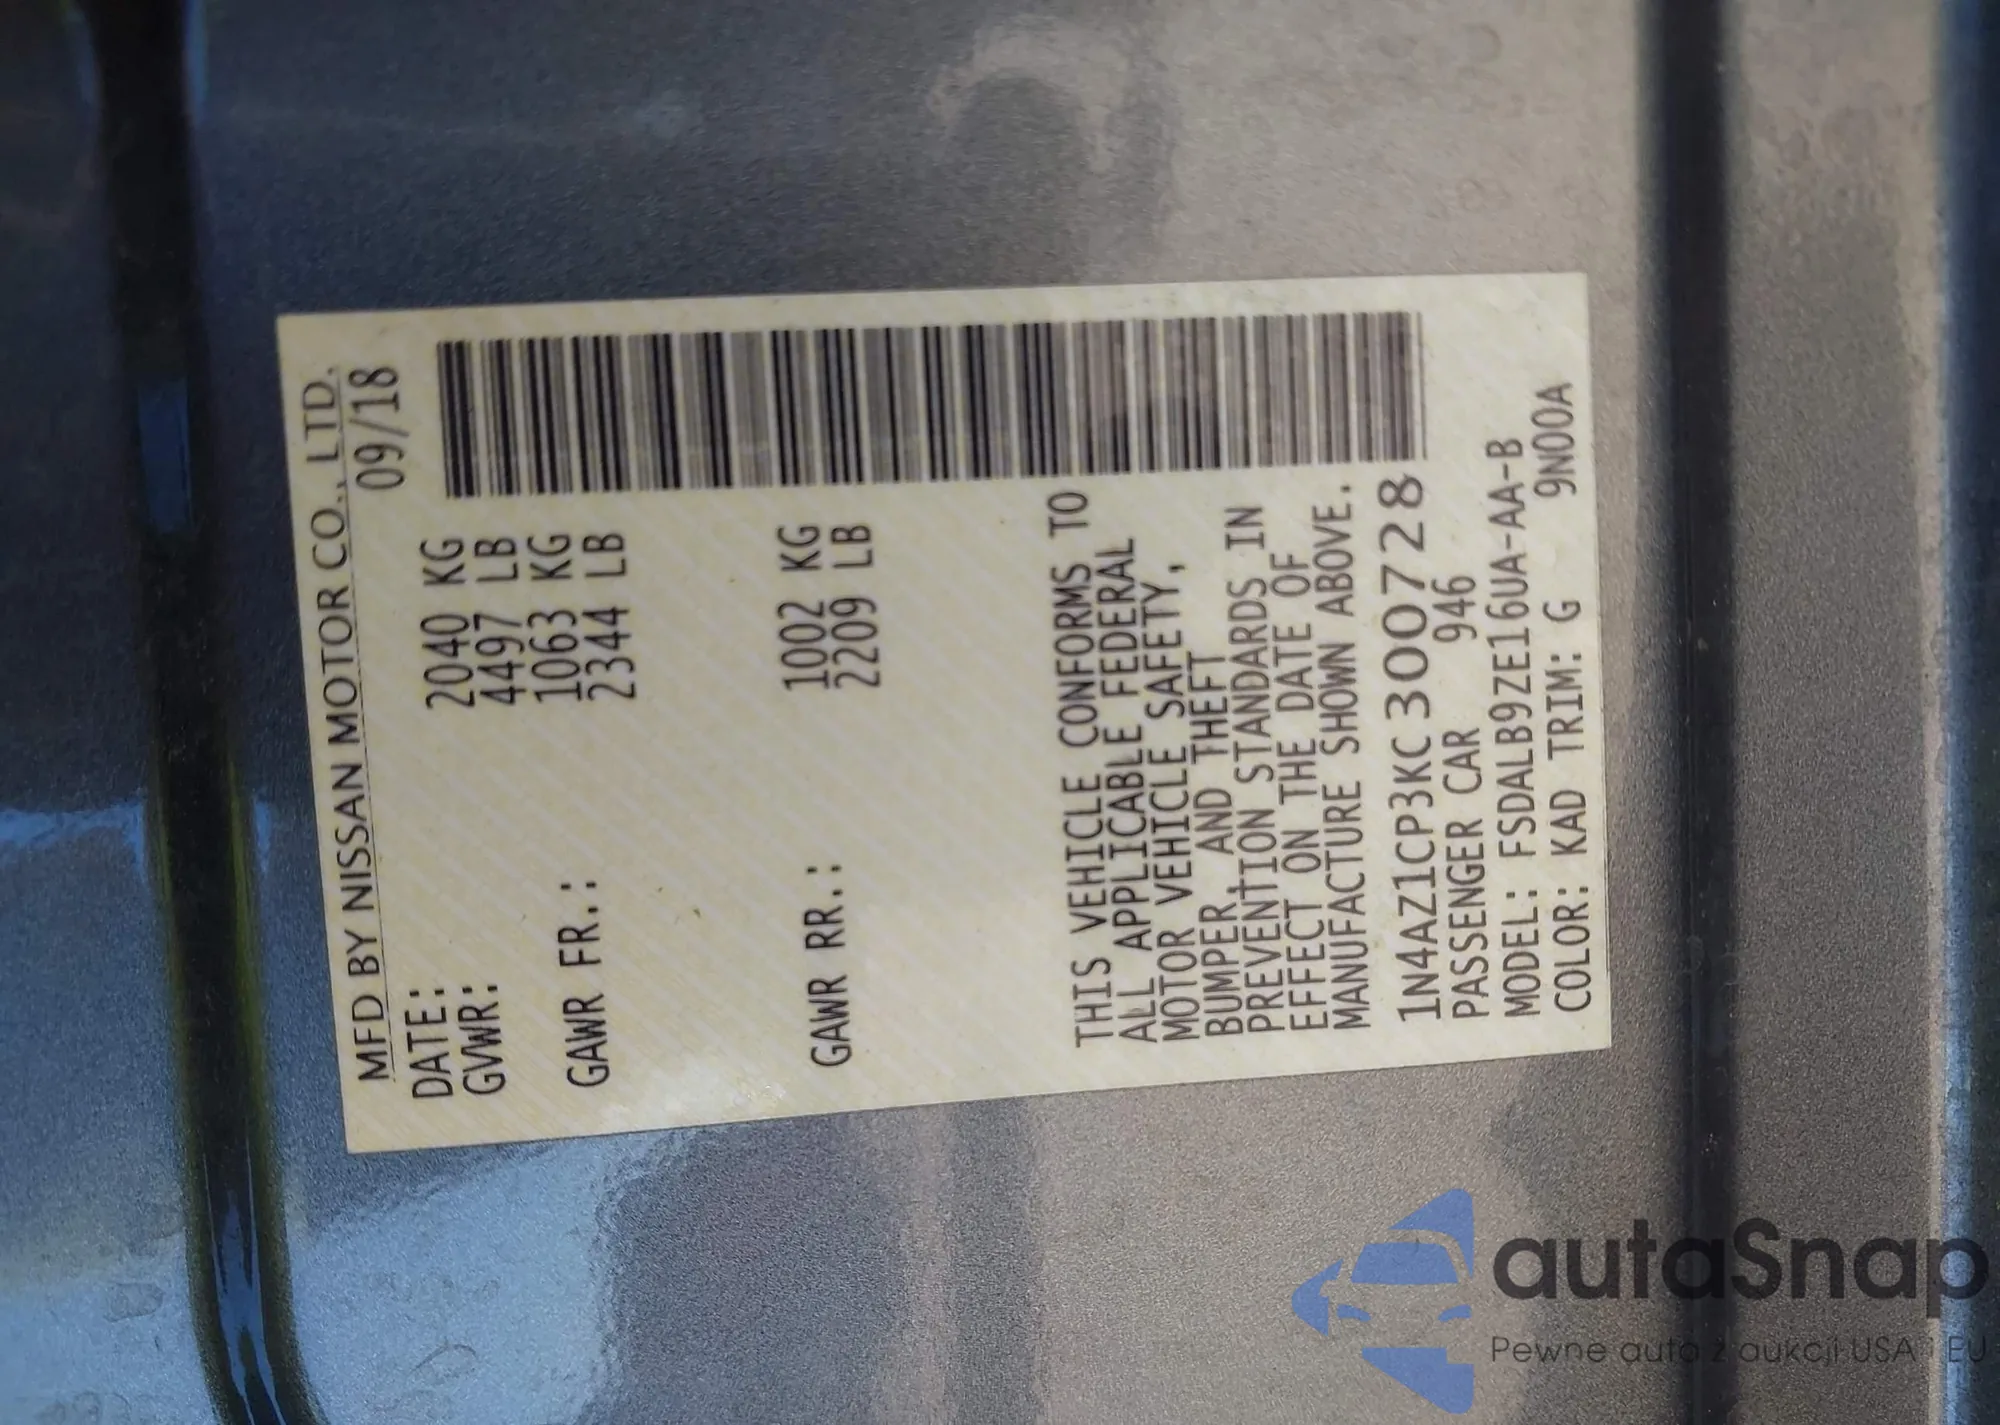 MFD BY NISSAN MOTOR CO., LTD.
DATE: 09/18
GVWR: 2040 KG
4497 LB
GAWR FR.: 1063 KG
2344 LB
GAWR RR.: 1002 KG
2209 LB
THIS VEHICLE CONFORMS TO
ALL APPLICABLE FEDERAL
MOTOR VEHICLE SAFETY,
BUMPER, AND THEFT
PREVENTION STANDARDS IN
EFFECT ON THE DATE OF
MANUFACTURE SHOWN ABOVE.
1N4AZ1CP3KC300728
PASSENGER CAR 946
MODEL: FSDALB9ZE16UA-AA-B
COLOR: KAD TRIM: G 9N00A
autaSnap
Pewne auta z aukcji USA i EU